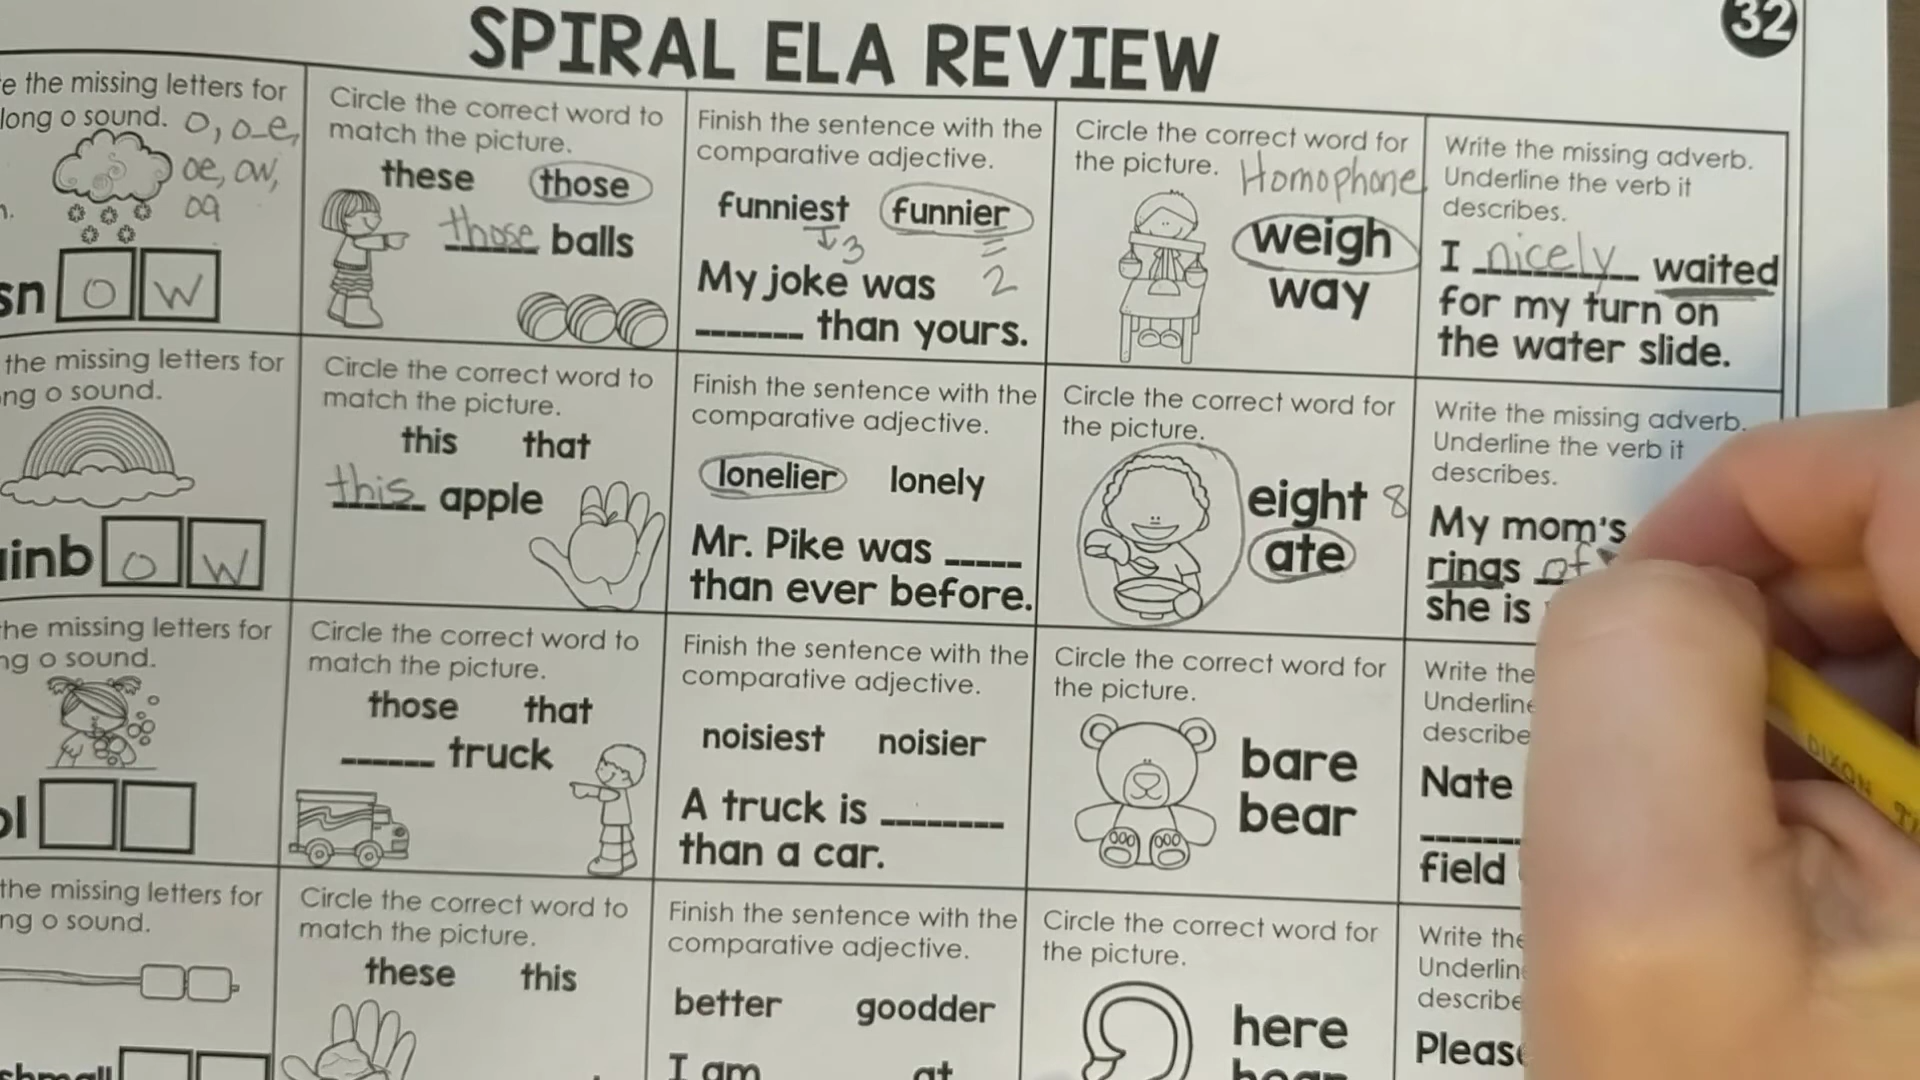 SPIRAL ELA REVIEW
32
the missing letters for
long o sound. o, o_e,
oe, ow,
oa
sn o w
Circle the correct word to
match the picture.
these those
those balls
Finish the sentence with the
comparative adjective.
funniest funnier
3
2
My joke was
_______ than yours.
Circle the correct word for
the picture. Homophone
weigh
way
Write the missing adverb.
Underline the verb it
describes.
I nicely waited
for my turn on
the water slide.
the missing letters for
o sound.
inb o w
Circle the correct word to
match the picture.
this that
this apple
Finish the sentence with the
comparative adjective.
lonelier lonely
Mr. Pike was _____
than ever before.
Circle the correct word for
the picture.
eight 8
ate
Write the missing adverb.
Underline the verb it
describes.
My mom's
rings of
she is
missing letters for
o sound.
l
Circle the correct word to
match the picture.
those that
______ truck
Finish the sentence with the
comparative adjective.
noisiest noisier
A truck is ________
than a car.
Circle the correct word for
the picture.
bare
bear
Write the
Underline
describe
Nate
field
the missing letters for
o sound.
Circle the correct word to
match the picture.
these this
Finish the sentence with the
comparative adjective.
better goodder
I am at
Circle the correct word for
the picture.
here
Write the
Underlin
describe
Please
DIXON